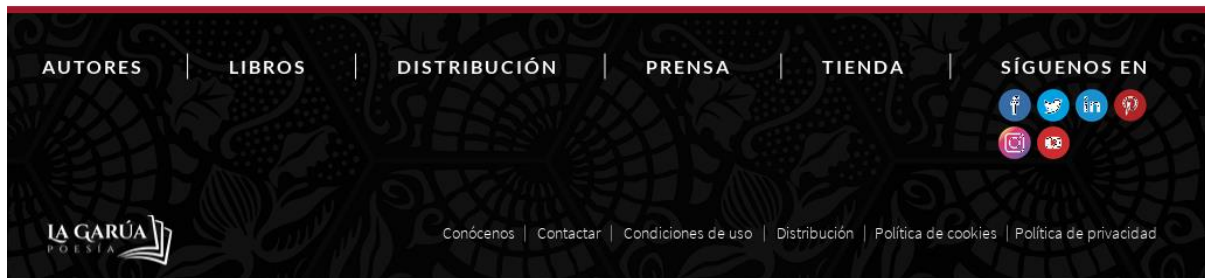 AUTORES | LIBROS | DISTRIBUCIÓN | PRENSA | TIENDA | SÍGUENOS EN
LA GARÚA
POESÍA
Conócenos | Contactar | Condiciones de uso | Distribución | Política de cookies | Política de privacidad